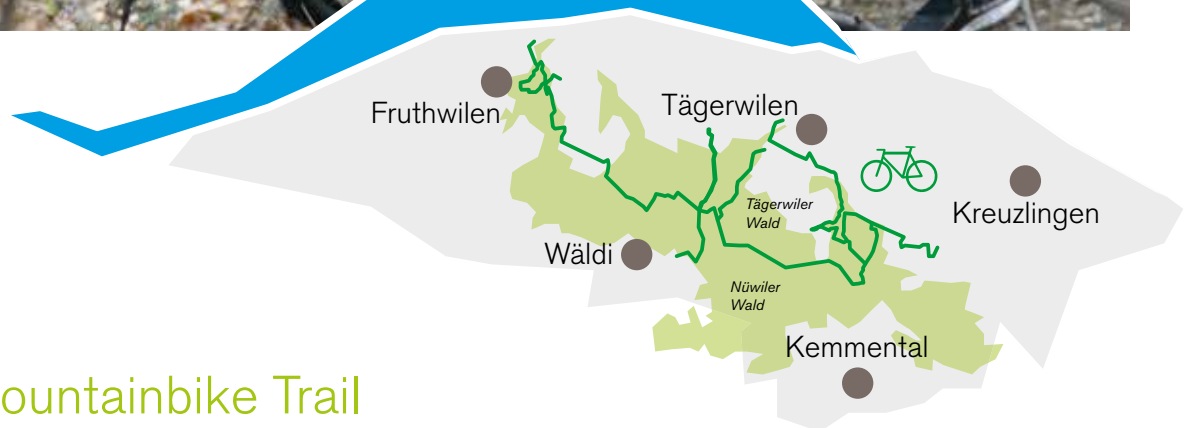 Fruthwilen
Tägerwilen
Kreuzlingen
Tägerwiler
Wald
Wäldi
Nüwiler
Wald
Kemmental
ountainbike Trail